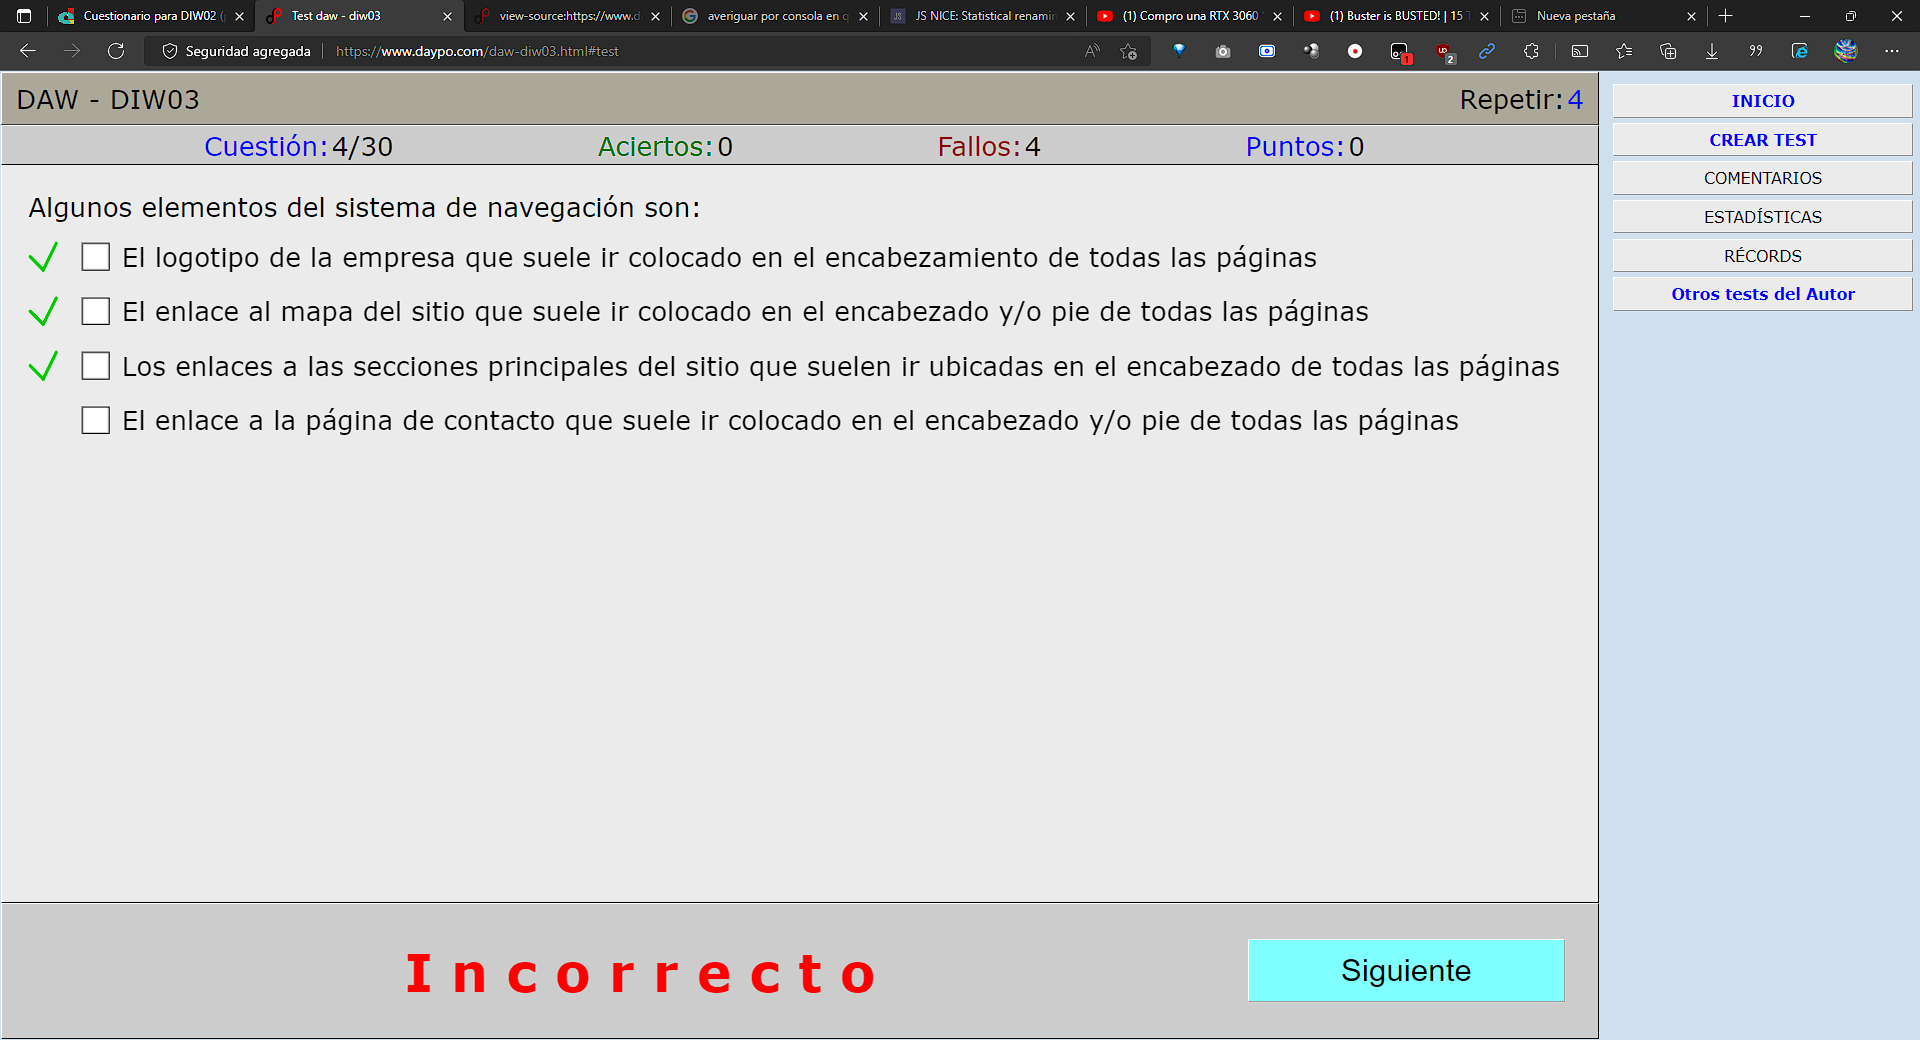 Cuestionario para DIW02 (
Test daw - diw03
view-source:https://www.d
averiguar por consola en q
JS NICE: Statistical renamin
(1) Compro una RTX 3060
(1) Buster is BUSTED! | 15 T
Nueva pestaña
Seguridad agregada
https://www.daypo.com/daw-diw03.html#test
DAW - DIW03
Repetir: 4
Cuestión: 4/30
Aciertos: 0
Fallos: 4
Puntos: 0
Algunos elementos del sistema de navegación son:
El logotipo de la empresa que suele ir colocado en el encabezamiento de todas las páginas
El enlace al mapa del sitio que suele ir colocado en el encabezado y/o pie de todas las páginas
Los enlaces a las secciones principales del sitio que suelen ir ubicadas en el encabezado de todas las páginas
El enlace a la página de contacto que suele ir colocado en el encabezado y/o pie de todas las páginas
Incorrecto
Siguiente
INICIO
CREAR TEST
COMENTARIOS
ESTADÍSTICAS
RÉCORDS
Otros tests del Autor